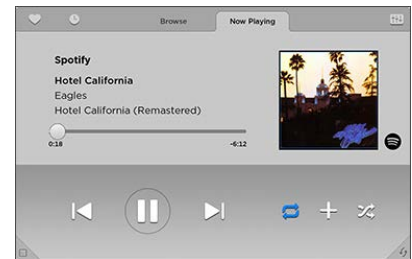 Browse
Now Playing
Spotify
Hotel California
Eagles
Hotel California (Remastered)
0:18
-6:12